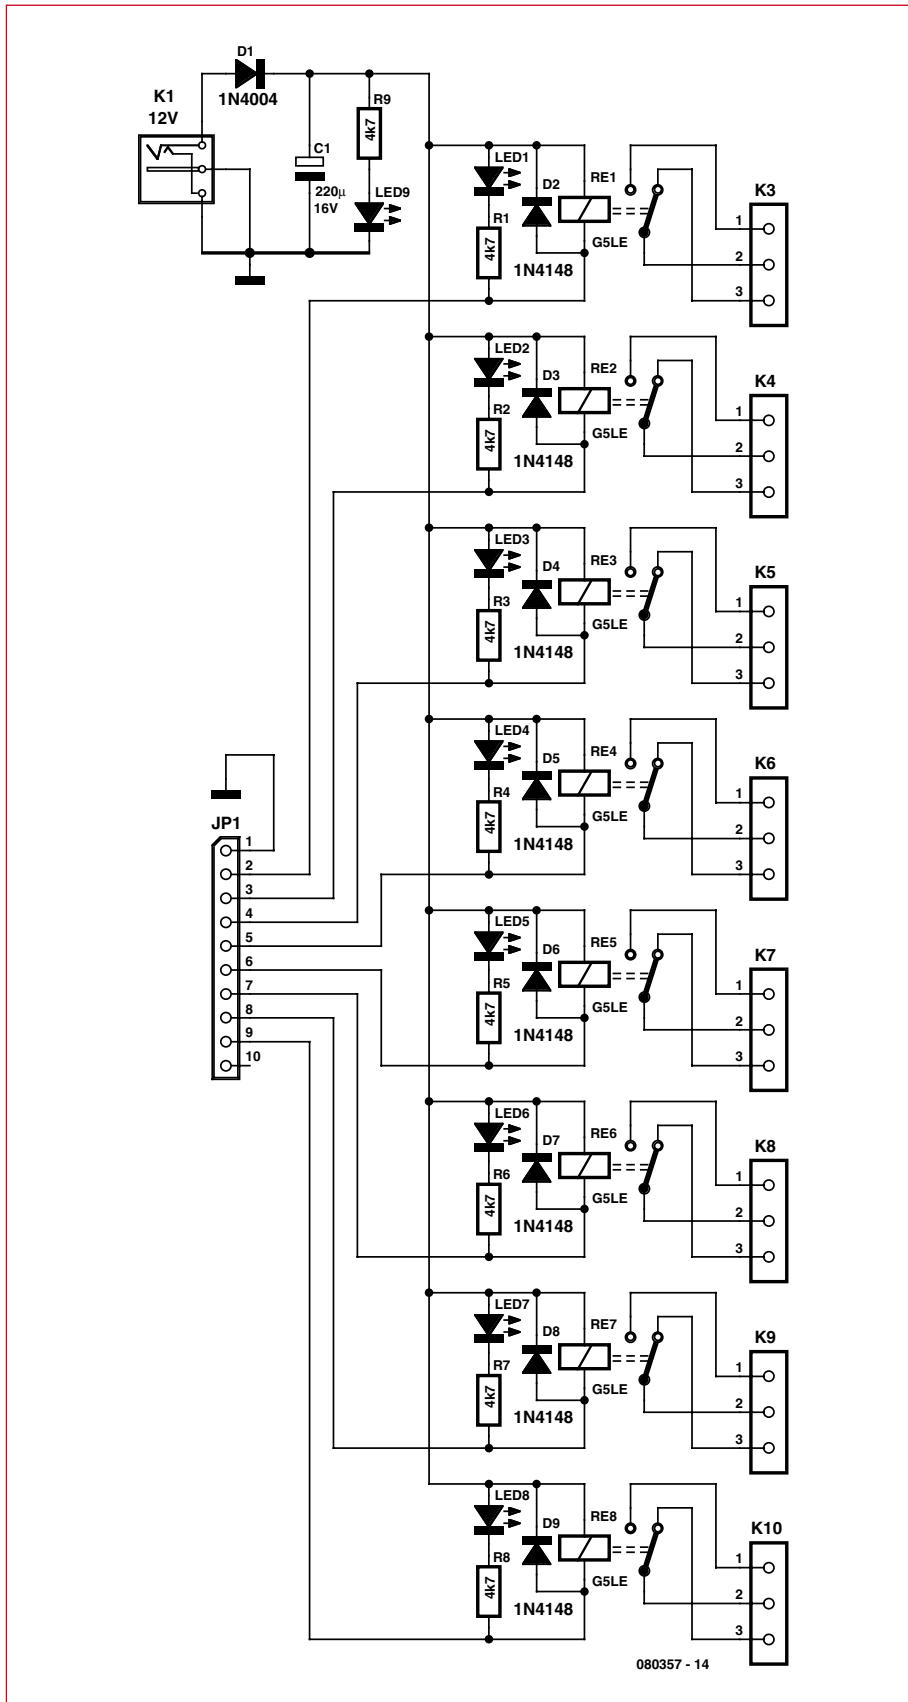 K1
12V
D1
1N4004
C1
220µ
16V
R9
4k7
LED9
LED1
R1
4k7
D2
1N4148
RE1
G5LE
K3
1
2
3
LED2
R2
4k7
D3
1N4148
RE2
G5LE
K4
1
2
3
LED3
R3
4k7
D4
1N4148
RE3
G5LE
K5
1
2
3
LED4
R4
4k7
D5
1N4148
RE4
G5LE
K6
1
2
3
JP1
1
2
3
4
5
6
7
8
9
10
LED5
R5
4k7
D6
1N4148
RE5
G5LE
K7
1
2
3
LED6
R6
4k7
D7
1N4148
RE6
G5LE
K8
1
2
3
LED7
R7
4k7
D8
1N4148
RE7
G5LE
K9
1
2
3
LED8
R8
4k7
D9
1N4148
RE8
G5LE
K10
1
2
3
080357 - 14